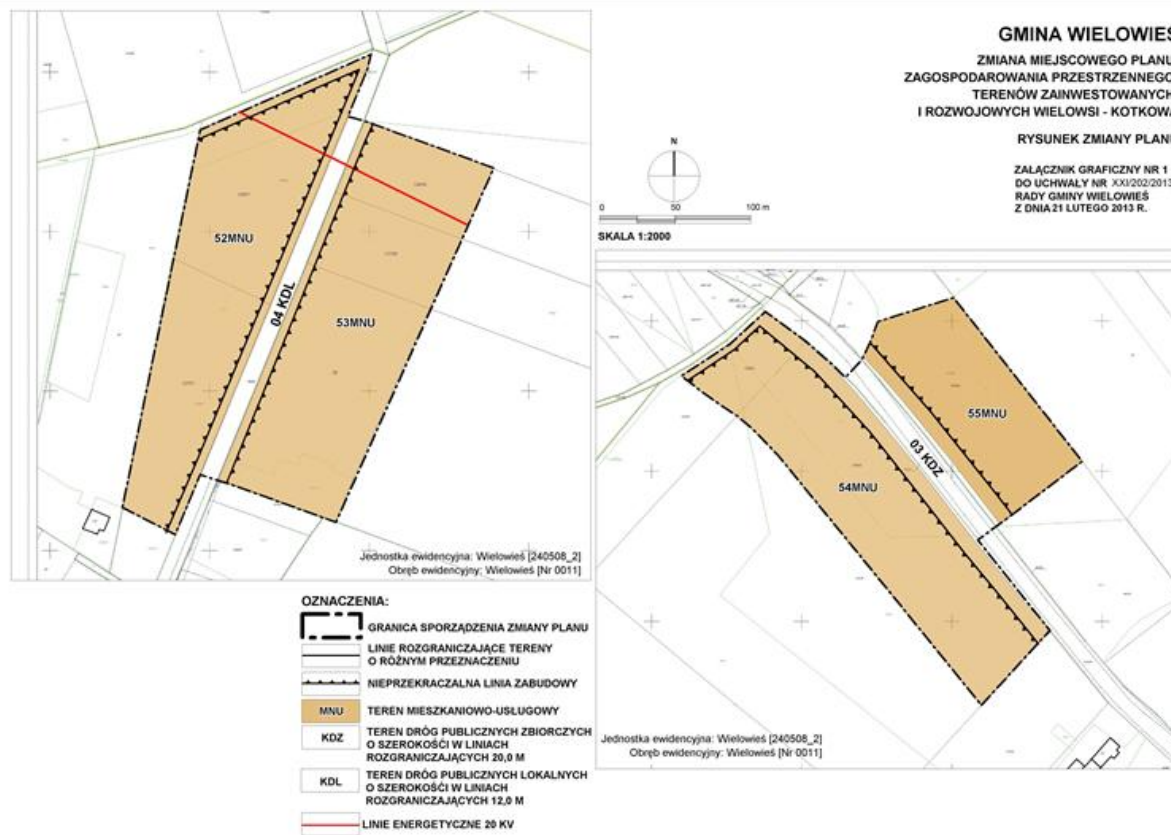 GMINA WIELOWIEŚ
ZMIANA MIEJSCOWEGO PLANU
ZAGOSPODAROWANIA PRZESTRZENNEGO
TERENÓW ZAINWESTOWANYCH
I ROZWOJOWYCH WIELOWSI - KOTKOWA
RYSUNEK ZMIANY PLANU
ZAŁĄCZNIK GRAFICZNY NR 1
DO UCHWAŁY NR XXI/202/2013
RADY GMINY WIELOWIEŚ
Z DNIA 21 LUTEGO 2013 R.
N
0 50 100 m
SKALA 1:2000
52MNU
04 KDL
53MNU
Jednostka ewidencyjna: Wielowieś [240508_2]
Obręb ewidencyjny: Wielowieś [Nr 0011]
55MNU
03 KDZ
54MNU
Jednostka ewidencyjna: Wielowieś [240508_2]
Obręb ewidencyjny: Wielowieś [Nr 0011]
OZNACZENIA:
GRANICA SPORZĄDZENIA ZMIANY PLANU
LINIE ROZGRANICZAJĄCE TERENY
O RÓŻNYM PRZEZNACZENIU
NIEPRZEKRACZALNA LINIA ZABUDOWY
MNU TEREN MIESZKANIOWO-USŁUGOWY
KDZ TEREN DRÓG PUBLICZNYCH ZBIORCZYCH
O SZEROKOŚCI W LINIACH
ROZGRANICZAJĄCYCH 20,0 M
KDL TEREN DRÓG PUBLICZNYCH LOKALNYCH
O SZEROKOŚCI W LINIACH
ROZGRANICZAJĄCYCH 12,0 M
LINIE ENERGETYCZNE 20 KV